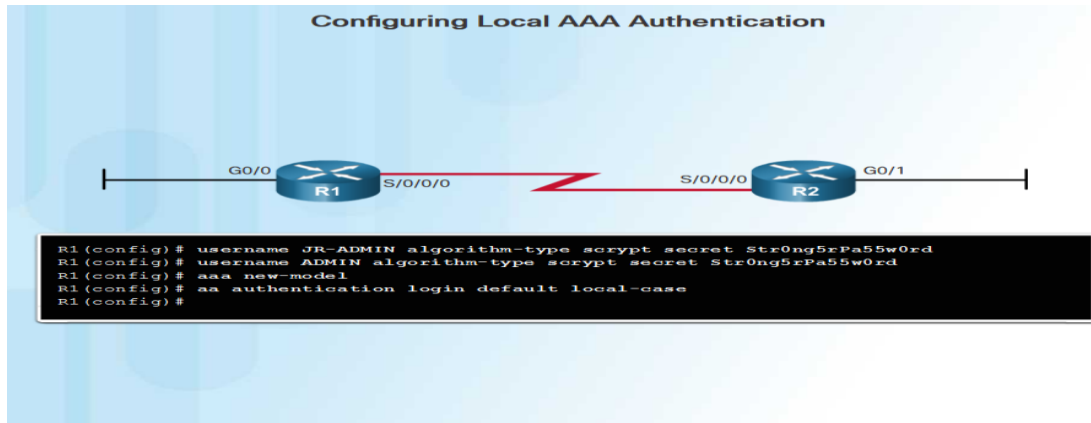 Configuring Local AAA Authentication
G0/0
R1
S/0/0/0
S/0/0/0
R2
G0/1
R1(config)# username JR-ADMIN algorithm-type scrypt secret Str0ng5rPa55w0rd
R1(config)# username ADMIN algorithm-type scrypt secret Str0ng5rPa55w0rd
R1(config)# aaa new-model
R1(config)# aa authentication login default local-case
R1(config)#